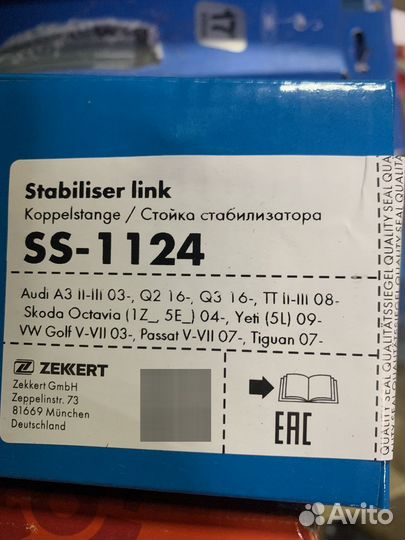 17
Stabiliser link
Koppelstange / Стойка стабилизатора
SS-1124
Audi A3 II-III 03-, Q2 16-, Q3 16-, TT II-III 08-
Skoda Octavia (1Z_, 5E_) 04-, Yeti (5L) 09-
VW Golf V-VII 03-, Passat V-VII 07-, Tiguan 07-
ZEKKERT
Zekkert GmbH
Zeppelinstr. 73
81669 München
Deutschland
EAC
QUALITY SEAL QUALITÄTSSIEGEL QUALITY SEAL QUA
Avito